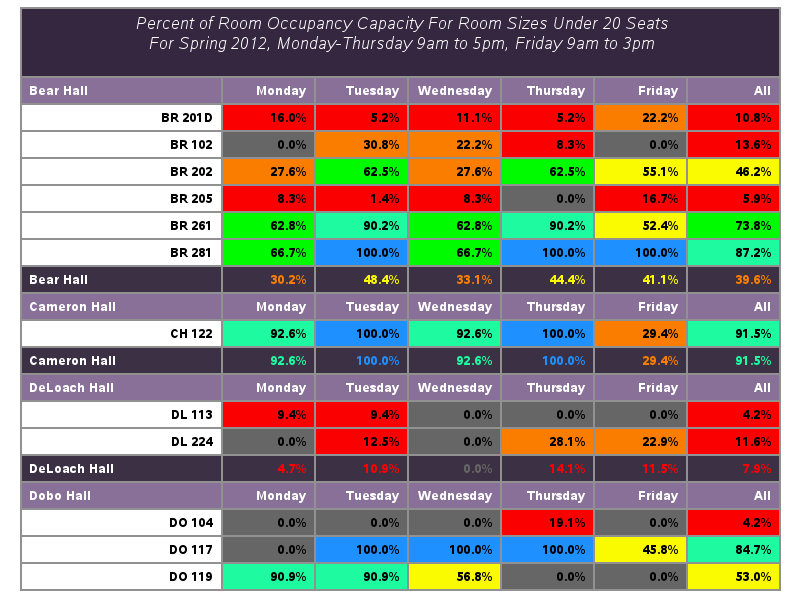 Percent of Room Occupancy Capacity For Room Sizes Under 20 Seats
For Spring 2012, Monday-Thursday 9am to 5pm, Friday 9am to 3pm
Bear Hall Monday Tuesday Wednesday Thursday Friday All
BR 201D 16.0% 5.2% 11.1% 5.2% 22.2% 10.8%
BR 102 0.0% 30.8% 22.2% 8.3% 0.0% 13.6%
BR 202 27.6% 62.5% 27.6% 62.5% 55.1% 46.2%
BR 205 8.3% 1.4% 8.3% 0.0% 16.7% 5.9%
BR 261 62.8% 90.2% 62.8% 90.2% 52.4% 73.8%
BR 281 66.7% 100.0% 66.7% 100.0% 100.0% 87.2%
Bear Hall 30.2% 48.4% 33.1% 44.4% 41.1% 39.6%
Cameron Hall Monday Tuesday Wednesday Thursday Friday All
CH 122 92.6% 100.0% 92.6% 100.0% 29.4% 91.5%
Cameron Hall 92.6% 100.0% 92.6% 100.0% 29.4% 91.5%
DeLoach Hall Monday Tuesday Wednesday Thursday Friday All
DL 113 9.4% 9.4% 0.0% 0.0% 0.0% 4.2%
DL 224 0.0% 12.5% 0.0% 28.1% 22.9% 11.6%
DeLoach Hall 4.7% 10.9% 0.0% 14.1% 11.5% 7.9%
Dobo Hall Monday Tuesday Wednesday Thursday Friday All
DO 104 0.0% 0.0% 0.0% 19.1% 0.0% 4.2%
DO 117 0.0% 100.0% 100.0% 100.0% 45.8% 84.7%
DO 119 90.9% 90.9% 56.8% 0.0% 0.0% 53.0%